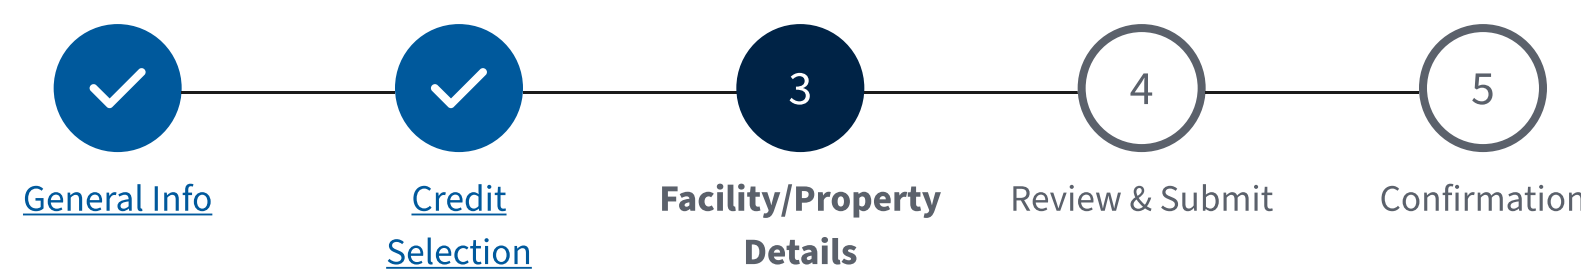 3
4
5
General Info
Credit
Selection
Facility/Property
Details
Review & Submit
Confirmation